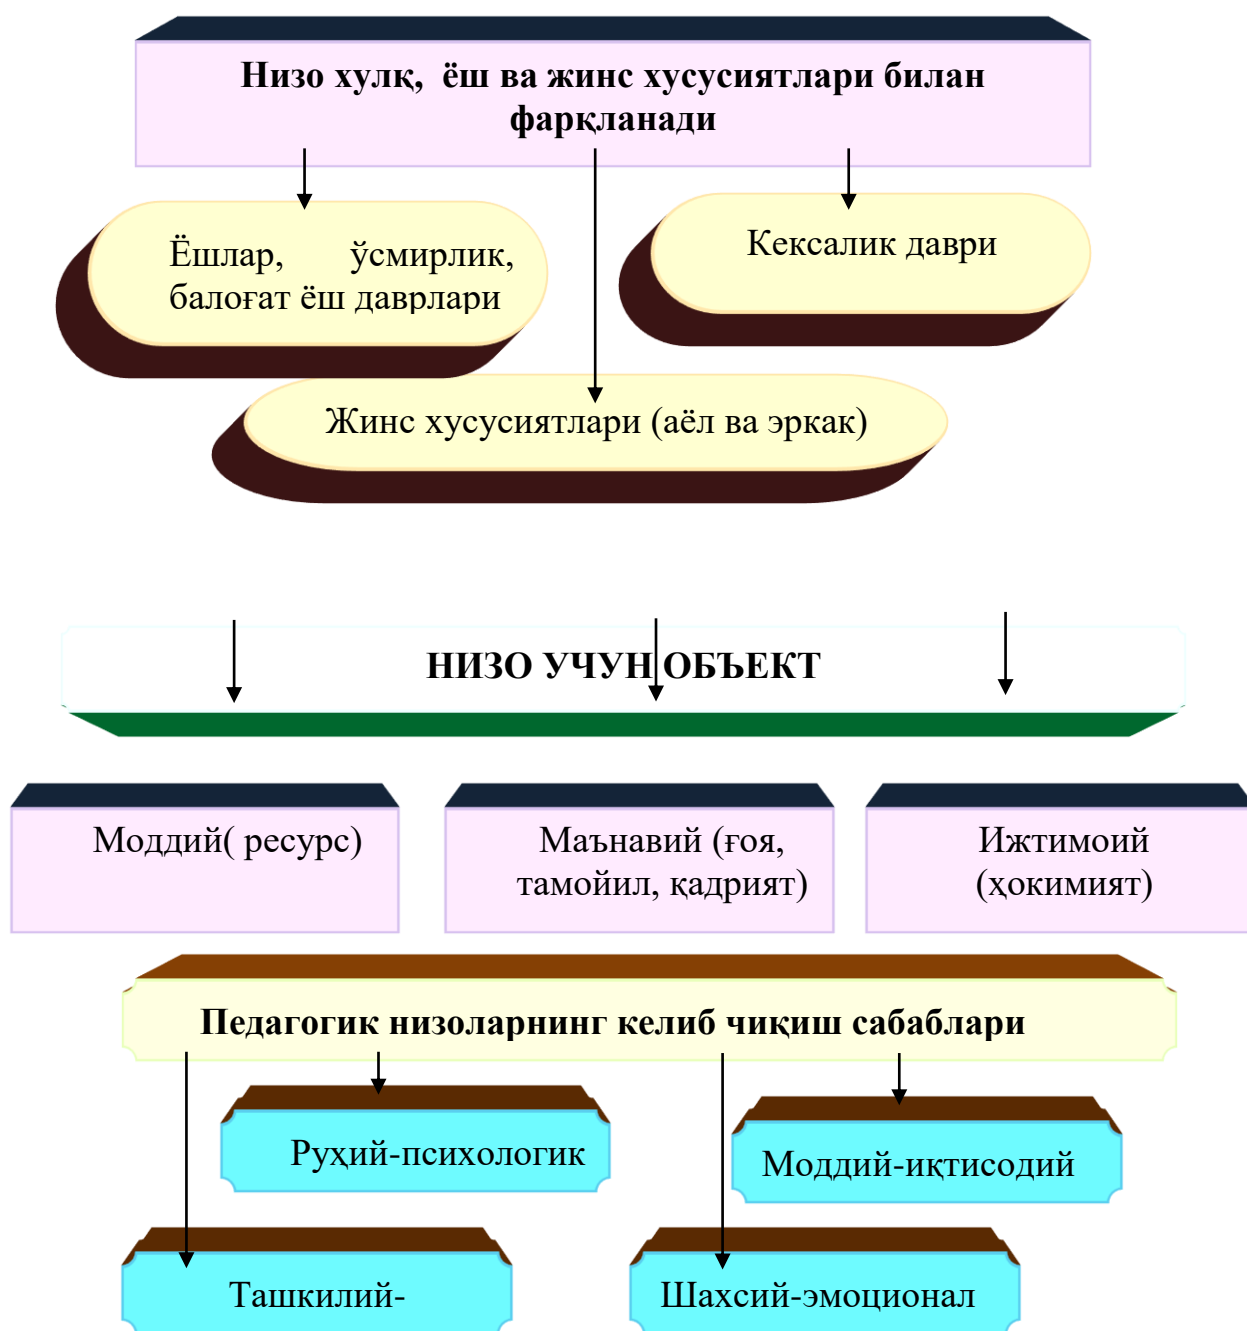 Низо хулқ, ёш ва жинс хусусиятлари билан
фарқланади
Ёшлар, ўсмирлик,
балоғат ёш даврлари
Кексалик даври
Жинс хусусиятлари (аёл ва эркак)
НИЗО УЧУН ОБЪЕКТ
Моддий( ресурс)
Маънавий (ғоя,
тамойил, қадрият)
Ижтимоий
(ҳокимият)
Педагогик низоларнинг келиб чиқиш сабаблари
Руҳий-психологик
Моддий-иқтисодий
Ташкилий-
Шахсий-эмоционал